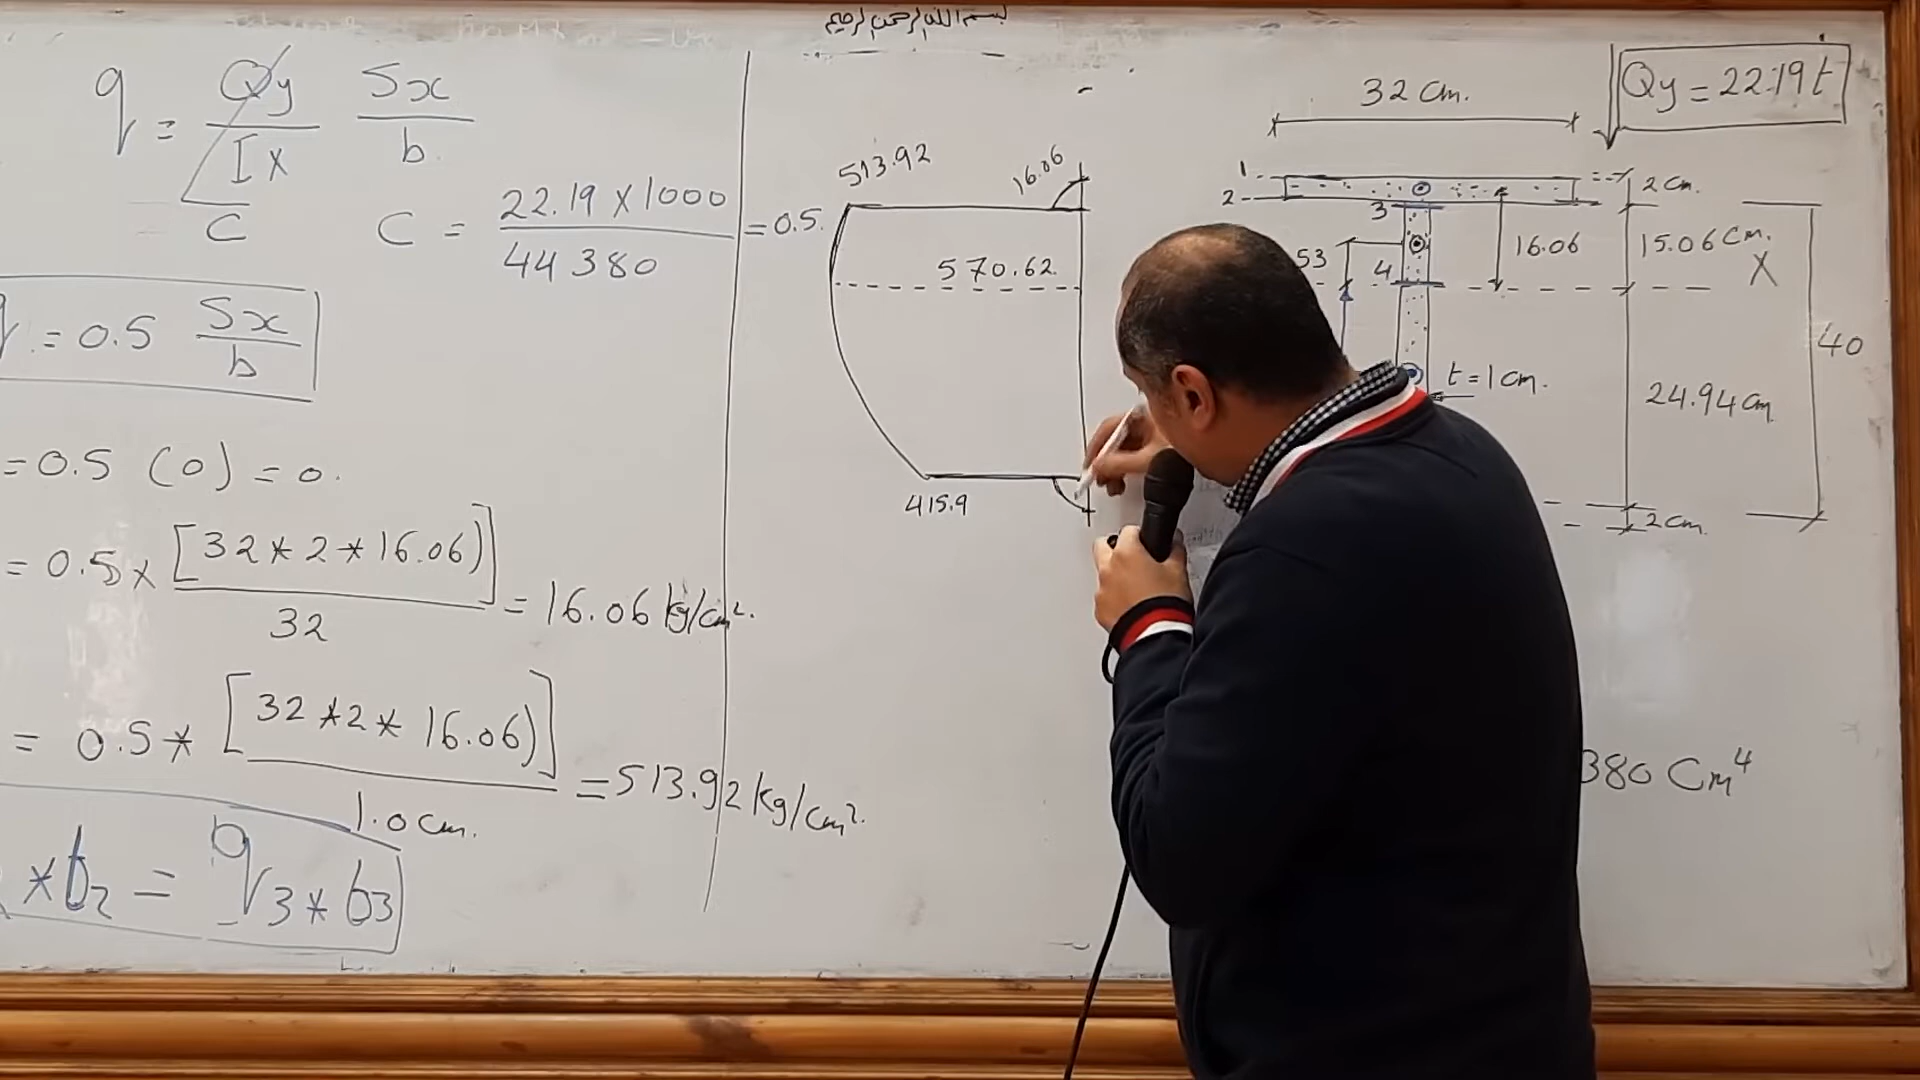 بسم الله الرحمن الرحيم
q = Qy/Ix Sx/b
C
C = 22.19 x 1000 / 44 380 = 0.5
q = 0.5 Sx/b
= 0.5 (0) = 0.
= 0.5 x [32 * 2 * 16.06)] / 32 = 16.06 kg/cm².
= 0.5 * [32 * 2 * 16.06)] / 1.0 cm. = 513.92 kg/cm².
* b2 = q3 * b3
513.92
16.06
570.62
415.9
32 cm.
Qy = 22.19 t
1
2
3
4
53
2 cm.
16.06
15.06 cm.
X
40
t = 1 cm.
24.94 cm
2 cm
380 cm⁴